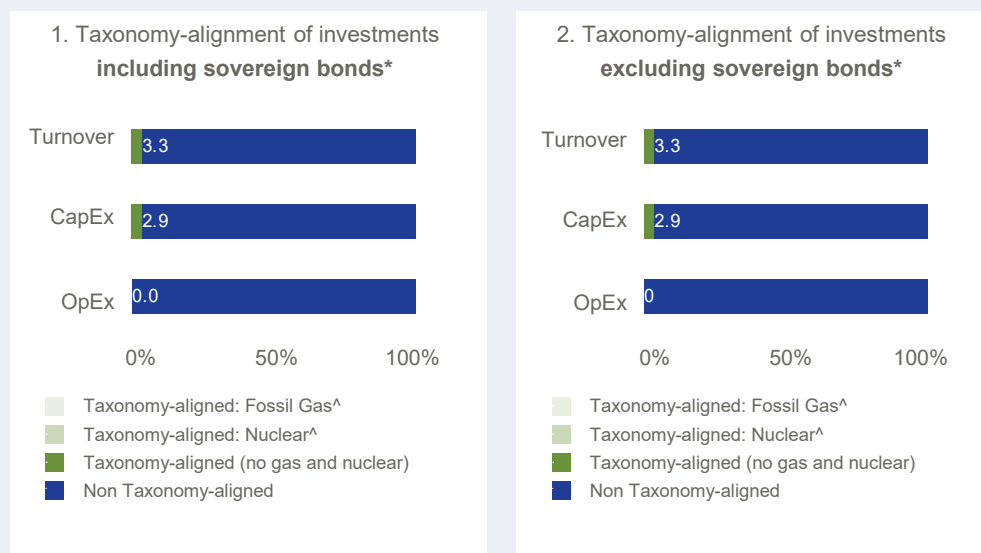 1. Taxonomy-alignment of investments
including sovereign bonds*
Turnover
3.3
CapEx
2.9
OpEx
0.0
0% 50% 100%
Taxonomy-aligned: Fossil Gas^
Taxonomy-aligned: Nuclear^
Taxonomy-aligned (no gas and nuclear)
Non Taxonomy-aligned
2. Taxonomy-alignment of investments
excluding sovereign bonds*
Turnover
3.3
CapEx
2.9
OpEx
0
0% 50% 100%
Taxonomy-aligned: Fossil Gas^
Taxonomy-aligned: Nuclear^
Taxonomy-aligned (no gas and nuclear)
Non Taxonomy-aligned